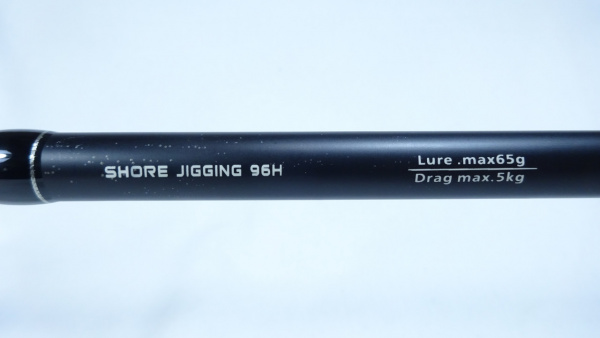 SHORE JIGGING 96H
Lure .max65g
Drag max.5kg